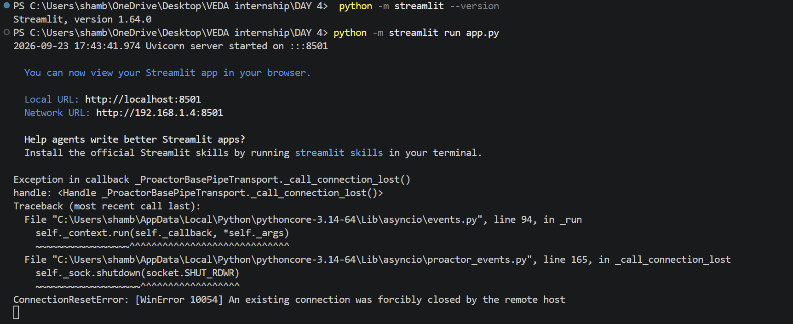 PS C:\Users\shamb\OneDrive\Desktop\VEDA internship\DAY 4> python -m streamlit --version
Streamlit, version 1.64.0
PS C:\Users\shamb\OneDrive\Desktop\VEDA internship\DAY 4> python -m streamlit run app.py
2026-09-23 17:43:41.974 Uvicorn server started on :::8501
You can now view your Streamlit app in your browser.
Local URL: http://localhost:8501
Network URL: http://192.168.1.4:8501
Help agents write better Streamlit apps?
Install the official Streamlit skills by running streamlit skills in your terminal.
Exception in callback _ProactorBasePipeTransport._call_connection_lost()
handle: <Handle _ProactorBasePipeTransport._call_connection_lost()>
Traceback (most recent call last):
File "C:\Users\shamb\AppData\Local\Python\pythoncore-3.14-64\Lib\asyncio\events.py", line 94, in _run
self._context.run(self._callback, *self._args)
~~~~~~~~~~~~~~~~~^^^^^^^^^^^^^^^^^^^^^^^^^^^^^
File "C:\Users\shamb\AppData\Local\Python\pythoncore-3.14-64\Lib\asyncio\proactor_events.py", line 165, in _call_connection_lost
self._sock.shutdown(socket.SHUT_RDWR)
~~~~~~~~~~~~~~~~~~~^^^^^^^^^^^^^^^^^^
ConnectionResetError: [WinError 10054] An existing connection was forcibly closed by the remote host